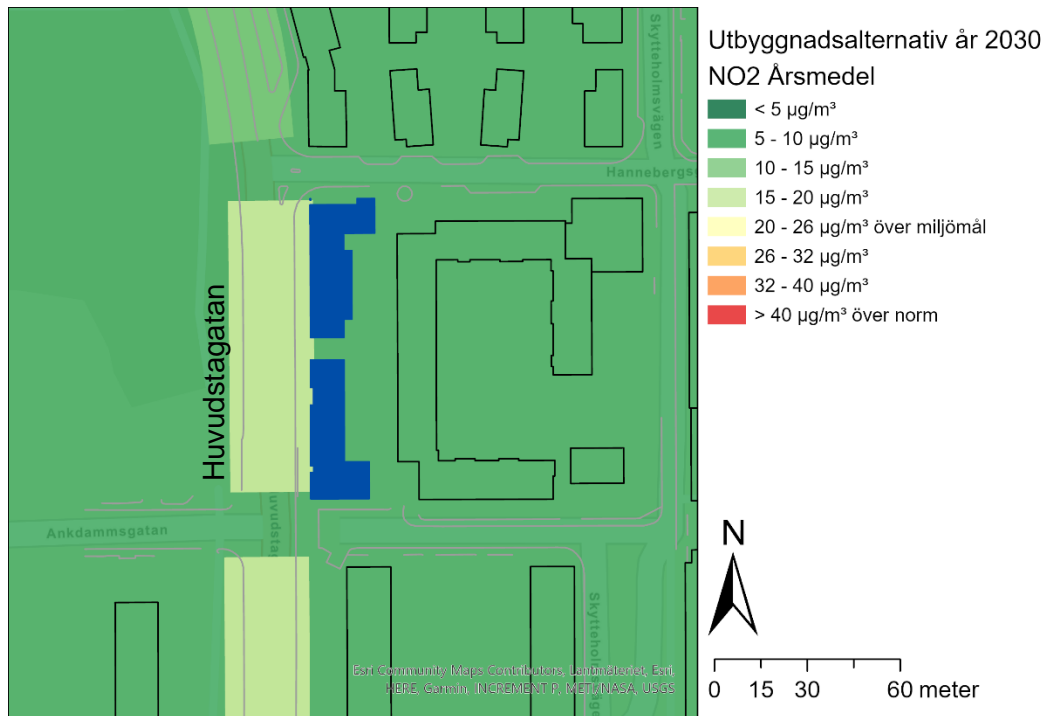 Utbyggnadsalternativ år 2030
NO2 Årsmedel
< 5 µg/m³
5 - 10 µg/m³
10 - 15 µg/m³
15 - 20 µg/m³
20 - 26 µg/m³ över miljömål
26 - 32 µg/m³
32 - 40 µg/m³
> 40 µg/m³ över norm
Skytteholmsvägen
Hannebergs
Huvudstagatan
Ankdammsgatan
uvudstag
Skytteholmsväg
Esri Community Maps Contributors, Lantmäteriet, Esri,
HERE, Garmin, INCREMENT P, METI/NASA, USGS
N
0 15 30 60 meter